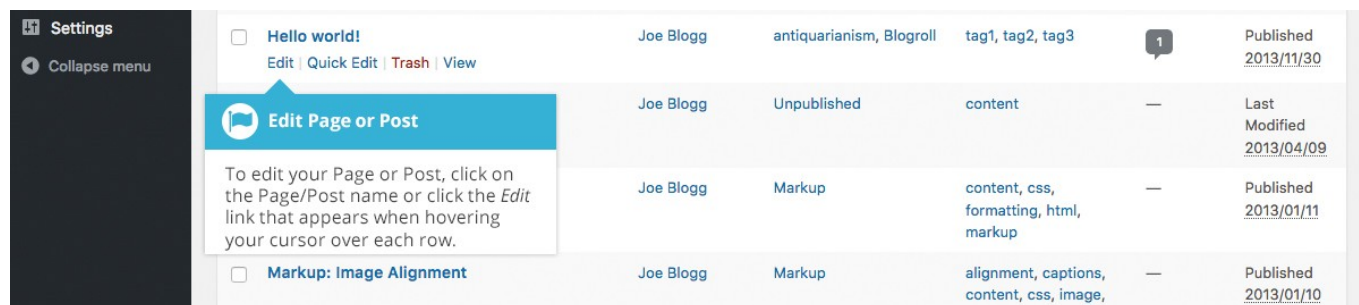 Settings
Collapse menu
Hello world! Joe Blogg antiquarianism, Blogroll tag1, tag2, tag3 1 Published
2013/11/30
Edit | Quick Edit | Trash | View
Edit Page or Post
To edit your Page or Post, click on
the Page/Post name or click the Edit
link that appears when hovering
your cursor over each row.
Joe Blogg Unpublished content — Last
Modified
2013/04/09
Joe Blogg Markup content, css, — Published
formatting, html, 2013/01/11
markup
Markup: Image Alignment Joe Blogg Markup alignment, captions, — Published
content, css, image, 2013/01/10